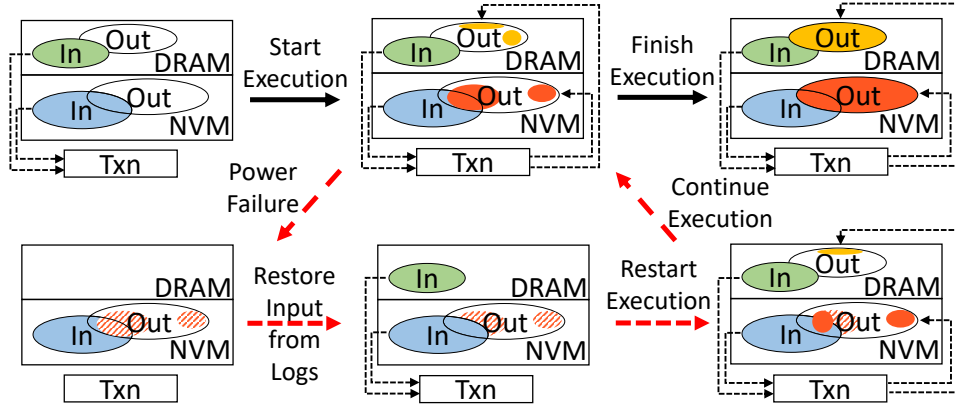 Out
In
DRAM
In
Out
NVM
Txn
Start
Execution
Out
In
DRAM
In
Out
NVM
Txn
Finish
Execution
Out
In
DRAM
In
Out
NVM
Txn
Power
Failure
Continue
Execution
DRAM
In
Out
NVM
Txn
Restore
Input
from
Logs
In
DRAM
In
Out
NVM
Txn
Restart
Execution
Out
In
DRAM
In
Out
NVM
Txn